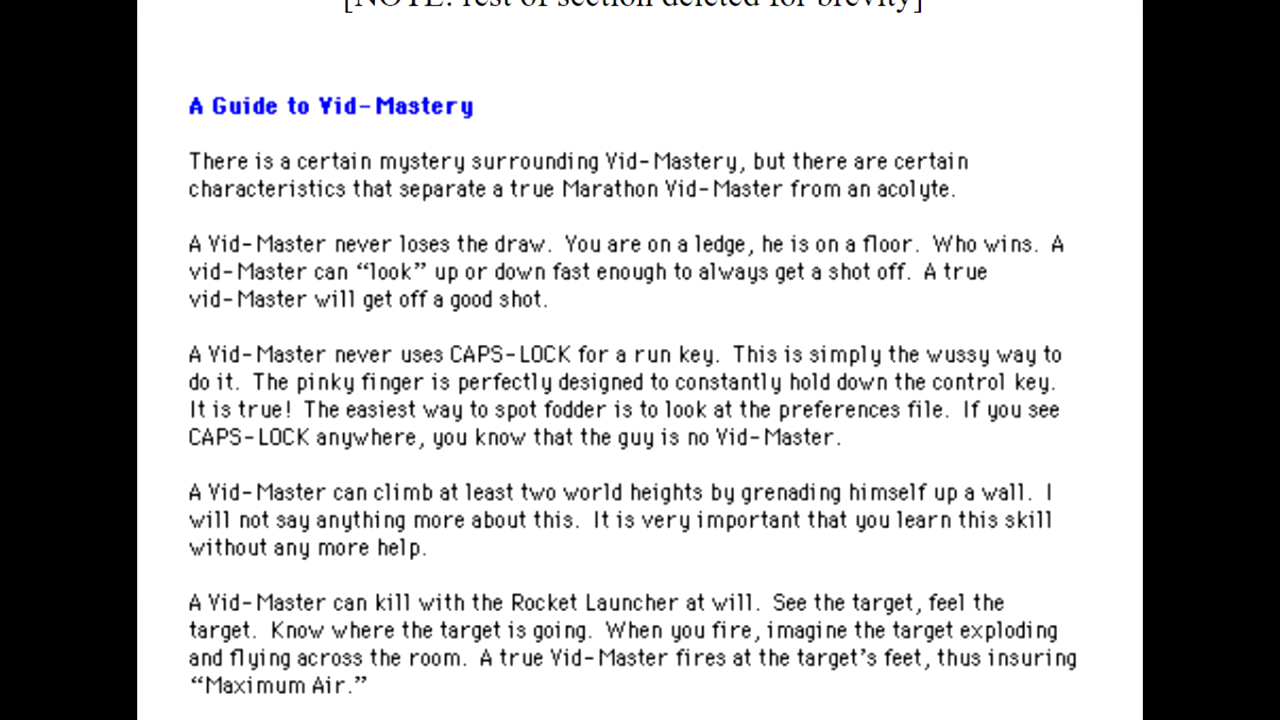 [NOTE: rest of section deleted for brevity]
A Guide to Vid-Mastery
There is a certain mystery surrounding Vid-Mastery, but there are certain
characteristics that separate a true Marathon Vid-Master from an acolyte.
A Vid-Master never loses the draw.  You are on a ledge, he is on a floor.  Who wins.  A
vid-Master can “look” up or down fast enough to always get a shot off.  A true
vid-Master will get off a good shot.
A Vid-Master never uses CAPS-LOCK for a run key.  This is simply the wussy way to
do it.  The pinky finger is perfectly designed to constantly hold down the control key.
It is true!  The easiest way to spot fodder is to look at the preferences file.  If you see
CAPS-LOCK anywhere, you know that the guy is no Vid-Master.
A Vid-Master can climb at least two world heights by grenading himself up a wall.  I
will not say anything more about this.  It is very important that you learn this skill
without any more help.
A Vid-Master can kill with the Rocket Launcher at will.  See the target, feel the
target.  Know where the target is going.  When you fire, imagine the target exploding
and flying across the room.  A true Vid-Master fires at the target’s feet, thus insuring
“Maximum Air.”